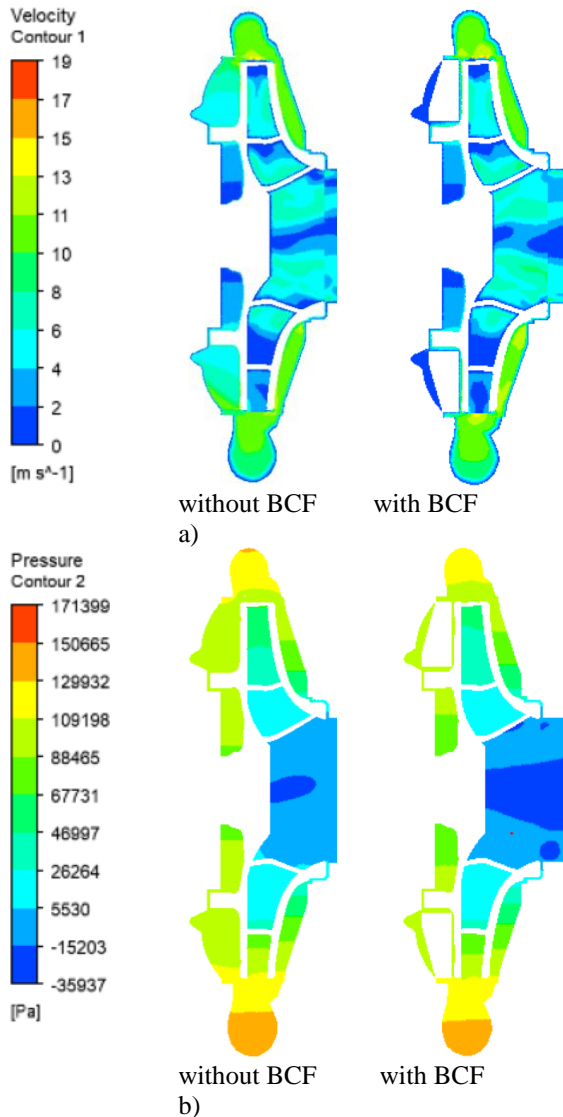 Velocity
Contour 1
19
17
15
13
11
10
8
6
4
2
0
[m s^-1]
without BCF with BCF
a)
Pressure
Contour 2
171399
150665
129932
109198
88465
67731
46997
26264
5530
-15203
-35937
[Pa]
without BCF with BCF
b)